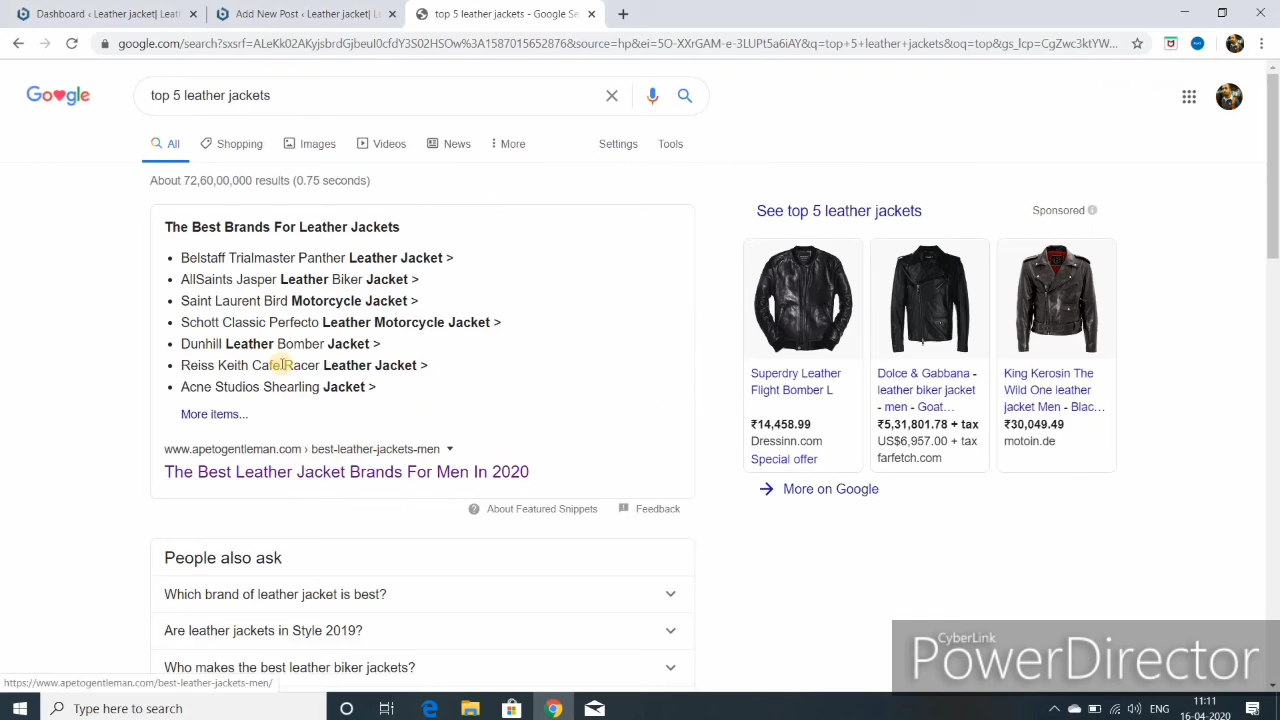 Dashboard ‹ Leather jacket| Leatl
Add New Post ‹ Leather jacket| L
top 5 leather jackets - Google Se
google.com/search?sxsrf=ALeKk02AKyjsbrdGjbeuI0cfdY3S02HSOw%3A1587015652876&source=hp&ei=5O-XXrGAM-e-3LUPt5a6iAY&q=top+5+leather+jackets&oq=top&gs_lcp=CgZwc3ktYW...
Google
top 5 leather jackets
All
Shopping
Images
Videos
News
More
Settings
Tools
About 72,60,00,000 results (0.75 seconds)
The Best Brands For Leather Jackets
• Belstaff Trialmaster Panther Leather Jacket >
• AllSaints Jasper Leather Biker Jacket >
• Saint Laurent Bird Motorcycle Jacket >
• Schott Classic Perfecto Leather Motorcycle Jacket >
• Dunhill Leather Bomber Jacket >
• Reiss Keith Cafe Racer Leather Jacket >
• Acne Studios Shearling Jacket >
More items...
www.apetogentleman.com › best-leather-jackets-men
The Best Leather Jacket Brands For Men In 2020
About Featured Snippets
Feedback
People also ask
Which brand of leather jacket is best?
Are leather jackets in Style 2019?
Who makes the best leather biker jackets?
See top 5 leather jackets
Sponsored
Superdry Leather
Flight Bomber L
₹14,458.99
Dressinn.com
Special offer
Dolce & Gabbana -
leather biker jacket
- men - Goat…
₹5,31,801.78 + tax
US$6,957.00 + tax
farfetch.com
King Kerosin The
Wild One leather
jacket Men - Blac…
₹30,049.49
motoin.de
More on Google
CyberLink
PowerDirector
https://www.apetogentleman.com/best-leather-jackets-men/
Type here to search
ENG
11:11
16-04-2020